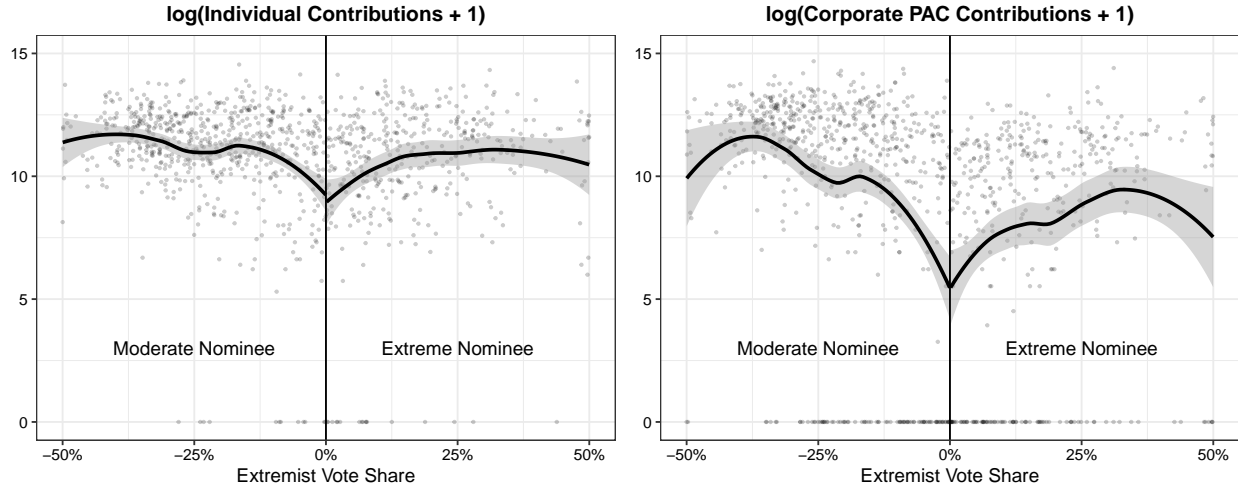 log(Individual Contributions + 1)
15
10
5
0
Moderate Nominee
Extreme Nominee
−50%
−25%
0%
25%
50%
Extremist Vote Share
log(Corporate PAC Contributions + 1)
15
10
5
0
Moderate Nominee
Extreme Nominee
−50%
−25%
0%
25%
50%
Extremist Vote Share